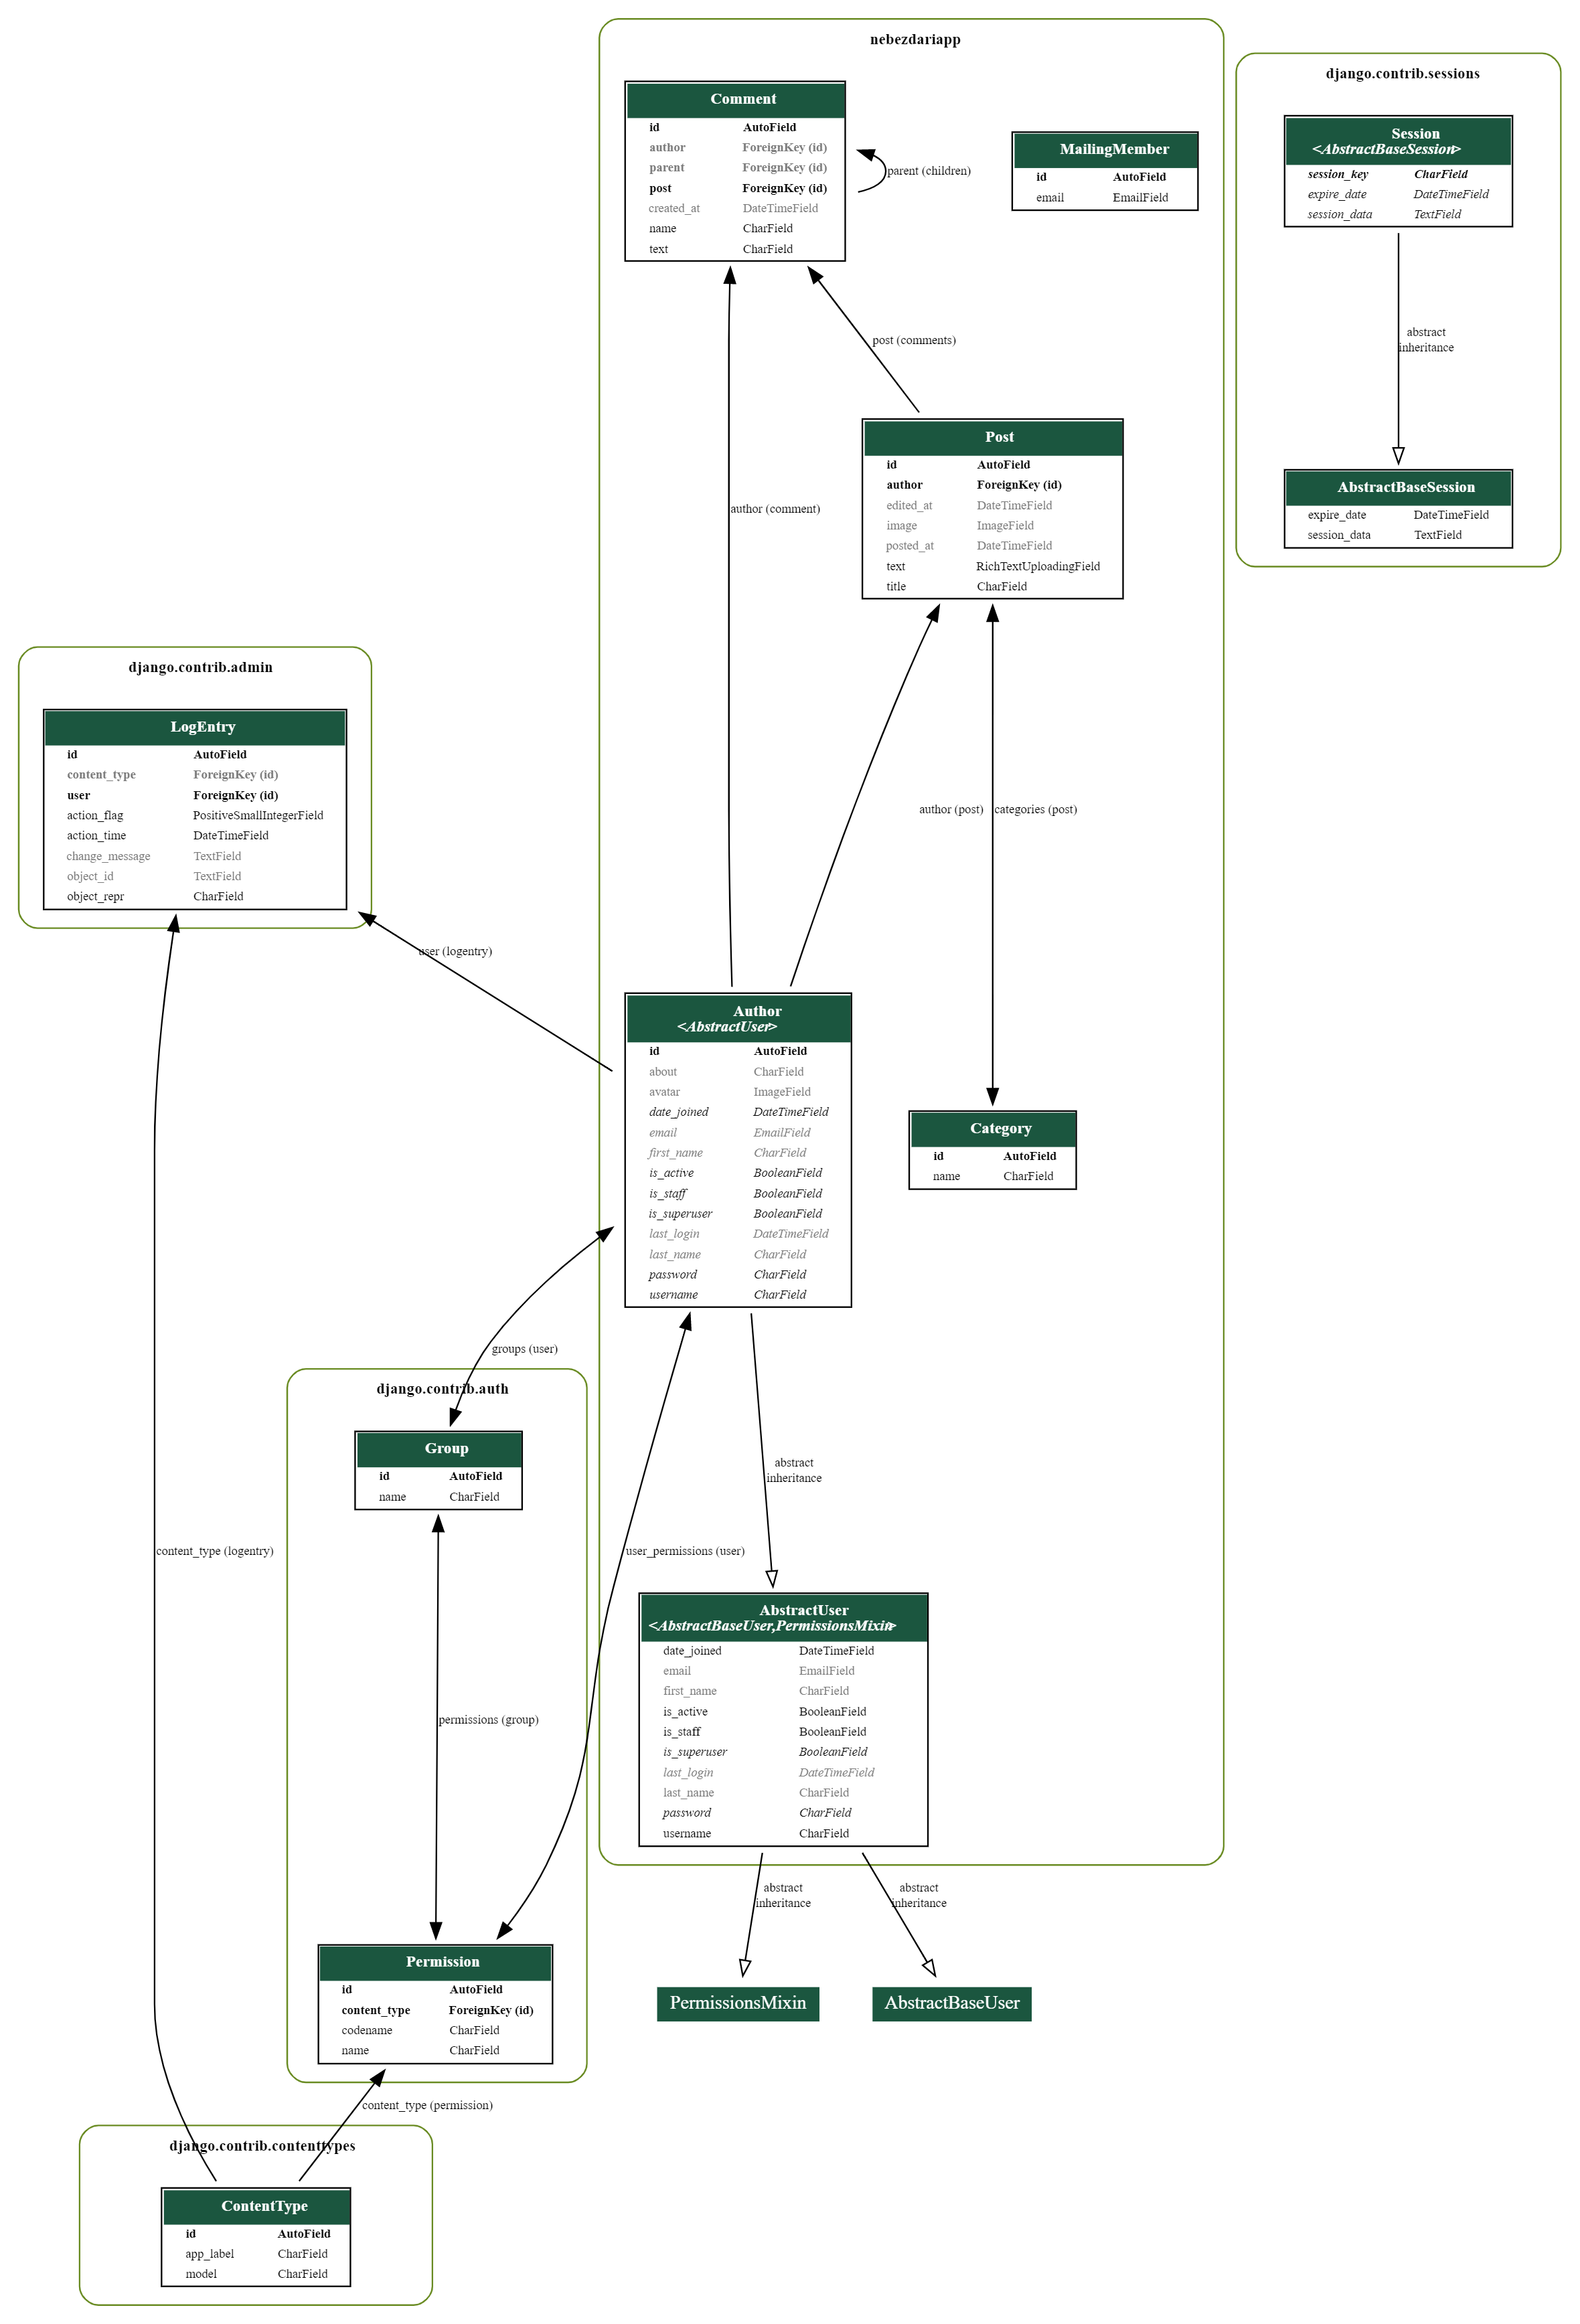 nebezdariapp
Comment
id AutoField
author ForeignKey (id)
parent ForeignKey (id)
post ForeignKey (id)
created_at DateTimeField
name CharField
text CharField
parent (children)
MailingMember
id AutoField
email EmailField
django.contrib.sessions
Session
<AbstractBaseSession>
session_key CharField
expire_date DateTimeField
session_data TextField
abstract
inheritance
AbstractBaseSession
expire_date DateTimeField
session_data TextField
post (comments)
Post
id AutoField
author ForeignKey (id)
edited_at DateTimeField
image ImageField
posted_at DateTimeField
text RichTextUploadingField
title CharField
author (comment)
author (post)
categories (post)
django.contrib.admin
LogEntry
id AutoField
content_type ForeignKey (id)
user ForeignKey (id)
action_flag PositiveSmallIntegerField
action_time DateTimeField
change_message TextField
object_id TextField
object_repr CharField
user (logentry)
Author
<AbstractUser>
id AutoField
about CharField
avatar ImageField
date_joined DateTimeField
email EmailField
first_name CharField
is_active BooleanField
is_staff BooleanField
is_superuser BooleanField
last_login DateTimeField
last_name CharField
password CharField
username CharField
Category
id AutoField
name CharField
groups (user)
django.contrib.auth
Group
id AutoField
name CharField
abstract
inheritance
content_type (logentry)
user_permissions (user)
permissions (group)
AbstractUser
<AbstractBaseUser,PermissionsMixin>
date_joined DateTimeField
email EmailField
first_name CharField
is_active BooleanField
is_staff BooleanField
is_superuser BooleanField
last_login DateTimeField
last_name CharField
password CharField
username CharField
abstract
inheritance
abstract
inheritance
Permission
id AutoField
content_type ForeignKey (id)
codename CharField
name CharField
PermissionsMixin
AbstractBaseUser
content_type (permission)
django.contrib.contenttypes
ContentType
id AutoField
app_label CharField
model CharField